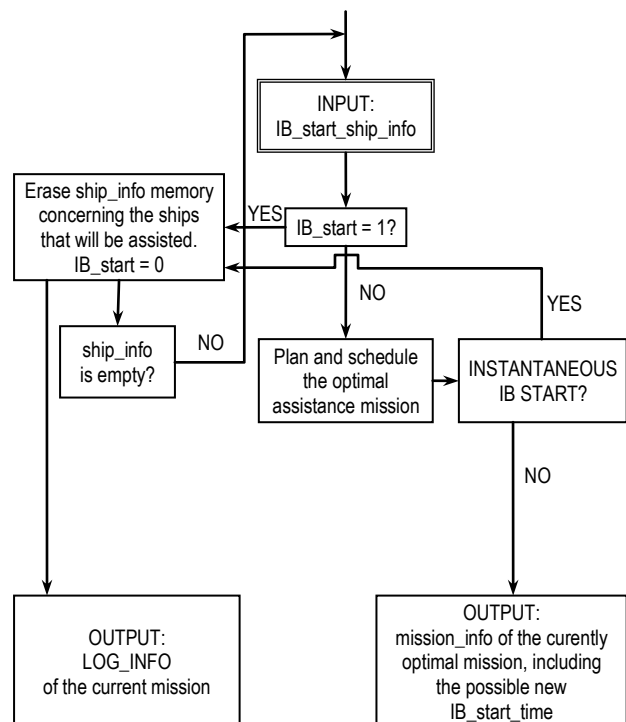 INPUT:
IB_start_ship_info
Erase ship_info memory
concerning the ships
that will be assisted.
IB_start = 0
YES
IB_start = 1?
NO
YES
ship_info
is empty?
NO
Plan and schedule
the optimal
assistance mission
INSTANTANEOUS
IB START?
NO
OUTPUT:
LOG_INFO
of the current mission
OUTPUT:
mission_info of the curently
optimal mission, including
the possible new
IB_start_time